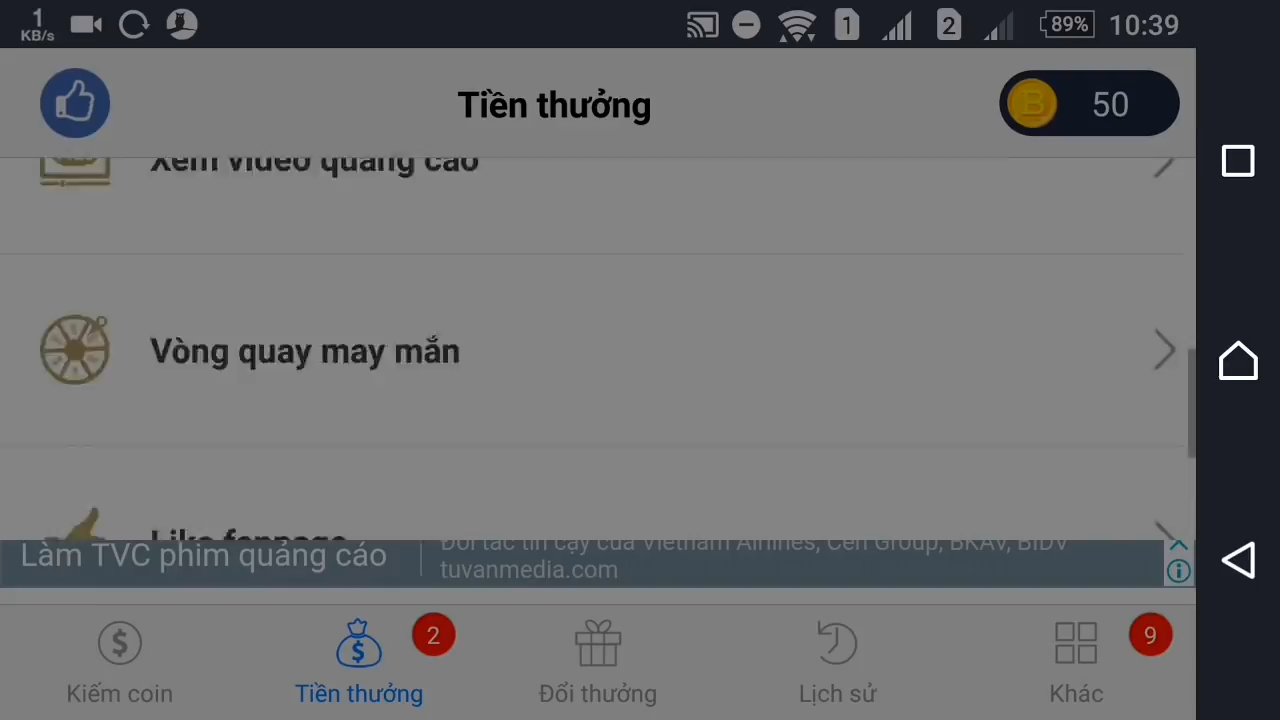 1
KB/s
1
2
89%
10:39
Tiền thưởng
50
Xem video quảng cáo
Vòng quay may mắn
Like fanpage
Làm TVC phim quảng cáo
Đối tác tin cậy của Vietnam Airlines, Cen Group, BKAV, BIDV
tuvanmedia.com
Kiếm coin
Tiền thưởng
2
Đổi thưởng
Lịch sử
Khác
9